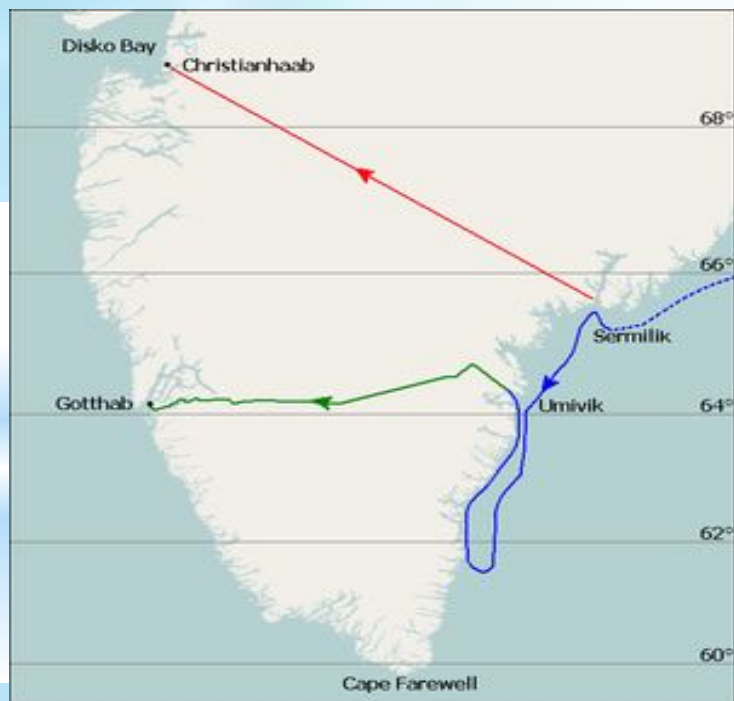 Disko Bay
Christianhaab
68°
66°
Sermilik
Gotthab
Umivik
64°
62°
60°
Cape Farewell